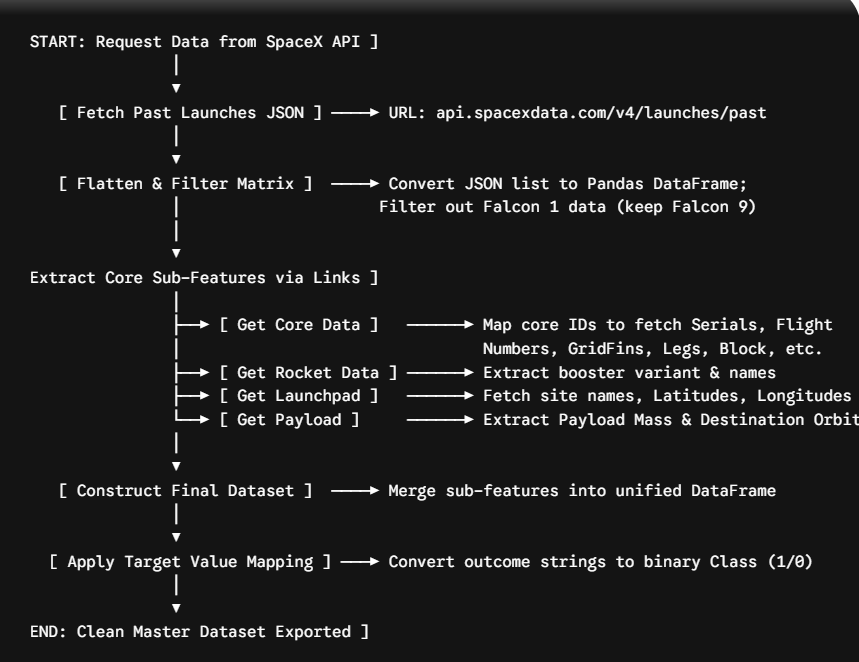 START: Request Data from SpaceX API ]
[ Fetch Past Launches JSON ] ───► URL: api.spacexdata.com/v4/launches/past
[ Flatten & Filter Matrix ] ───► Convert JSON list to Pandas DataFrame;
Filter out Falcon 1 data (keep Falcon 9)
Extract Core Sub-Features via Links ]
├──► [ Get Core Data ] ──────► Map core IDs to fetch Serials, Flight
Numbers, GridFins, Legs, Block, etc.
├──► [ Get Rocket Data ] ──────► Extract booster variant & names
├──► [ Get Launchpad ] ──────► Fetch site names, Latitudes, Longitudes
└──► [ Get Payload ] ──────► Extract Payload Mass & Destination Orbit
[ Construct Final Dataset ] ───► Merge sub-features into unified DataFrame
[ Apply Target Value Mapping ] ───► Convert outcome strings to binary Class (1/0)
END: Clean Master Dataset Exported ]